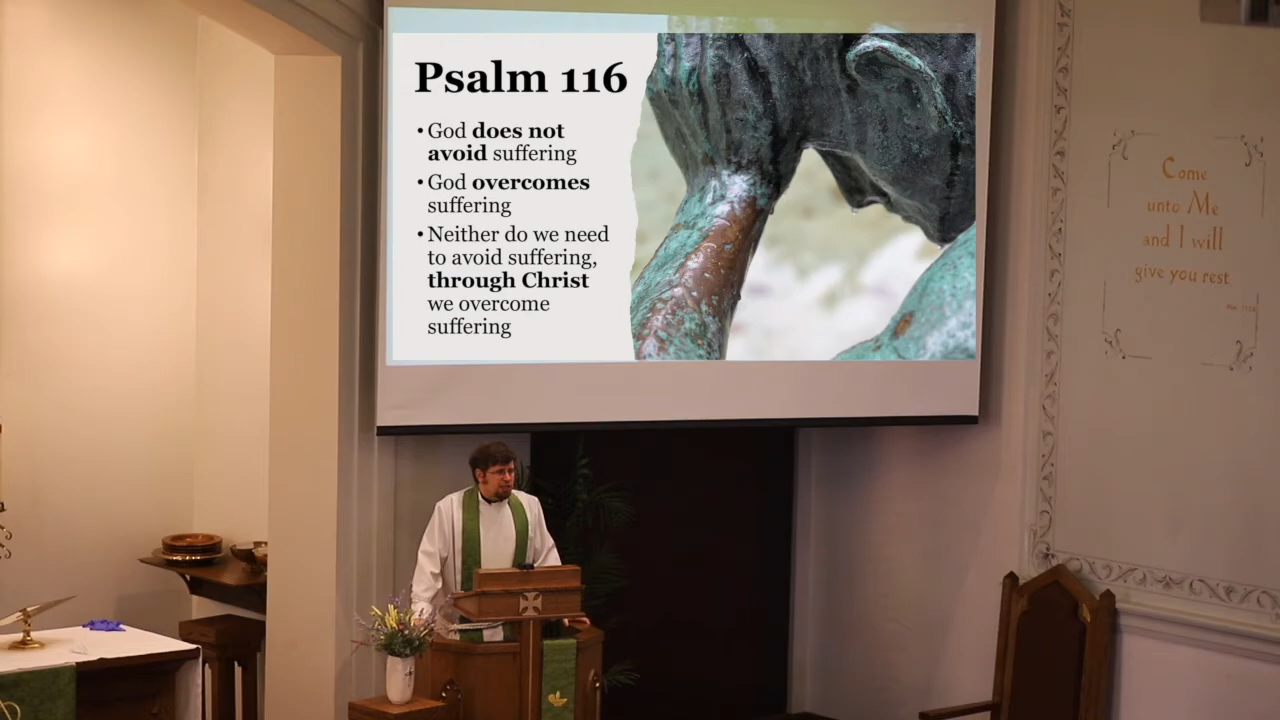 Psalm 116
• God does not
avoid suffering
• God overcomes
suffering
• Neither do we need
to avoid suffering,
through Christ
we overcome
suffering
Come
unto Me
and I will
give you rest